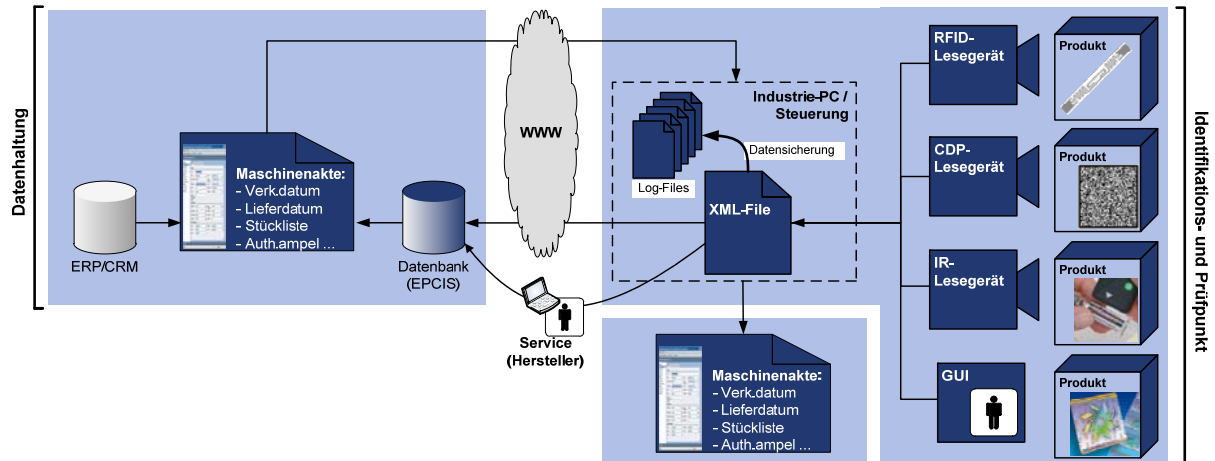 Datenhaltung
ERP/CRM
Maschinenakte:
- Verk.datum
- Lieferdatum
- Stückliste
- Auth.ampel ...
Datenbank
(EPCIS)
WWW
Service
(Hersteller)
Industrie-PC /
Steuerung
Datensicherung
Log-Files
XML-File
Maschinenakte:
- Verk.datum
- Lieferdatum
- Stückliste
- Auth.ampel ...
RFID-
Lesegerät
Produkt
CDP-
Lesegerät
Produkt
IR-
Lesegerät
Produkt
GUI
Produkt
Identifikations- und Prüfpunkt